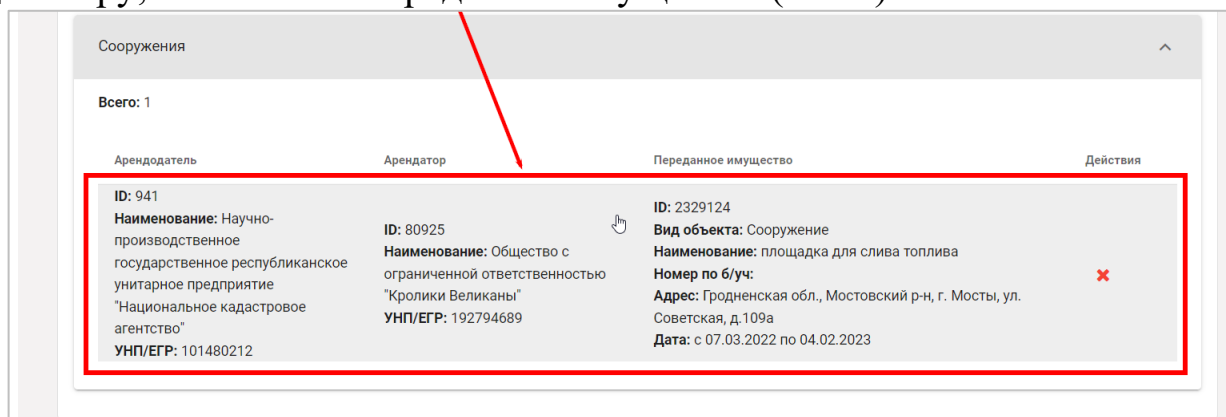 Сооружения
Всего: 1
Арендодатель
Арендатор
Переданное имущество
Действия
ID: 941
Наименование: Научно-
производственное
государственное республиканское
унитарное предприятие
"Национальное кадастровое
агентство"
УНП/ЕГР: 101480212
ID: 80925
Наименование: Общество с
ограниченной ответственностью
"Кролики Великаны"
УНП/ЕГР: 192794689
ID: 2329124
Вид объекта: Сооружение
Наименование: площадка для слива топлива
Номер по б/уч:
Адрес: Гродненская обл., Мостовский р-н, г. Мосты, ул.
Советская, д.109а
Дата: с 07.03.2022 по 04.02.2023